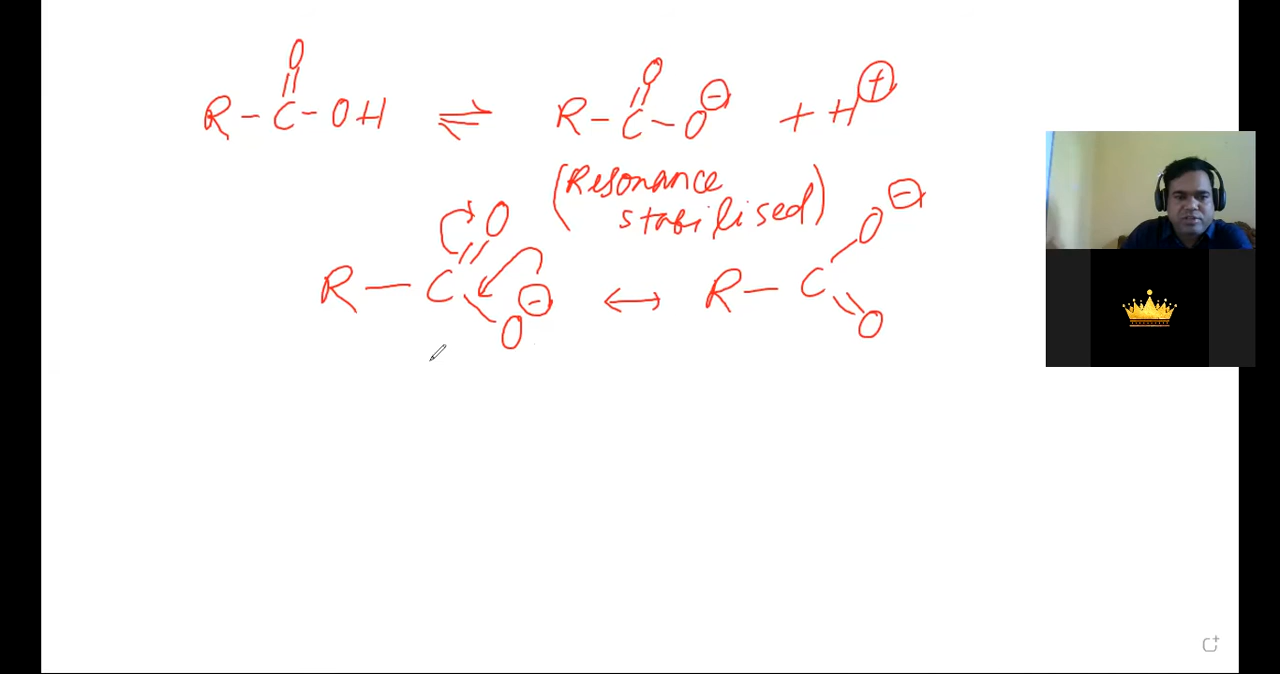 O O
R - C - OH ⇌ R - C - O ⊖ + H ⊕
(Resonance
stabilised)
O O ⊖
R — C ⊖ ↔ R — C
O O